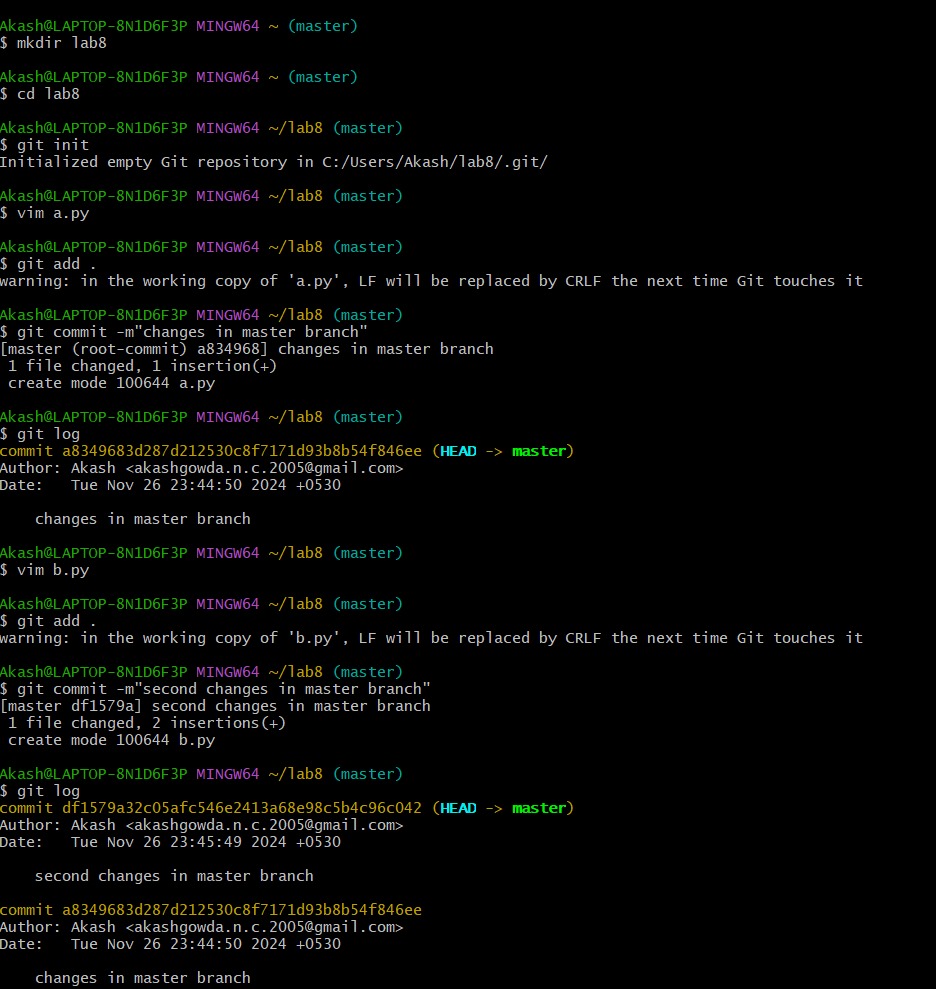 Akash@LAPTOP-8N1D6F3P MINGW64 ~ (master)
$ mkdir lab8
Akash@LAPTOP-8N1D6F3P MINGW64 ~ (master)
$ cd lab8
Akash@LAPTOP-8N1D6F3P MINGW64 ~/lab8 (master)
$ git init
Initialized empty Git repository in C:/Users/Akash/lab8/.git/
Akash@LAPTOP-8N1D6F3P MINGW64 ~/lab8 (master)
$ vim a.py
Akash@LAPTOP-8N1D6F3P MINGW64 ~/lab8 (master)
$ git add .
warning: in the working copy of 'a.py', LF will be replaced by CRLF the next time Git touches it
Akash@LAPTOP-8N1D6F3P MINGW64 ~/lab8 (master)
$ git commit -m"changes in master branch"
[master (root-commit) a834968] changes in master branch
1 file changed, 1 insertion(+)
create mode 100644 a.py
Akash@LAPTOP-8N1D6F3P MINGW64 ~/lab8 (master)
$ git log
commit a8349683d287d212530c8f7171d93b8b54f846ee (HEAD -> master)
Author: Akash <akashgowda.n.c.2005@gmail.com>
Date:   Tue Nov 26 23:44:50 2024 +0530
changes in master branch
Akash@LAPTOP-8N1D6F3P MINGW64 ~/lab8 (master)
$ vim b.py
Akash@LAPTOP-8N1D6F3P MINGW64 ~/lab8 (master)
$ git add .
warning: in the working copy of 'b.py', LF will be replaced by CRLF the next time Git touches it
Akash@LAPTOP-8N1D6F3P MINGW64 ~/lab8 (master)
$ git commit -m"second changes in master branch"
[master df1579a] second changes in master branch
1 file changed, 2 insertions(+)
create mode 100644 b.py
Akash@LAPTOP-8N1D6F3P MINGW64 ~/lab8 (master)
$ git log
commit df1579a32c05afc546e2413a68e98c5b4c96c042 (HEAD -> master)
Author: Akash <akashgowda.n.c.2005@gmail.com>
Date:   Tue Nov 26 23:45:49 2024 +0530
second changes in master branch
commit a8349683d287d212530c8f7171d93b8b54f846ee
Author: Akash <akashgowda.n.c.2005@gmail.com>
Date:   Tue Nov 26 23:44:50 2024 +0530
changes in master branch